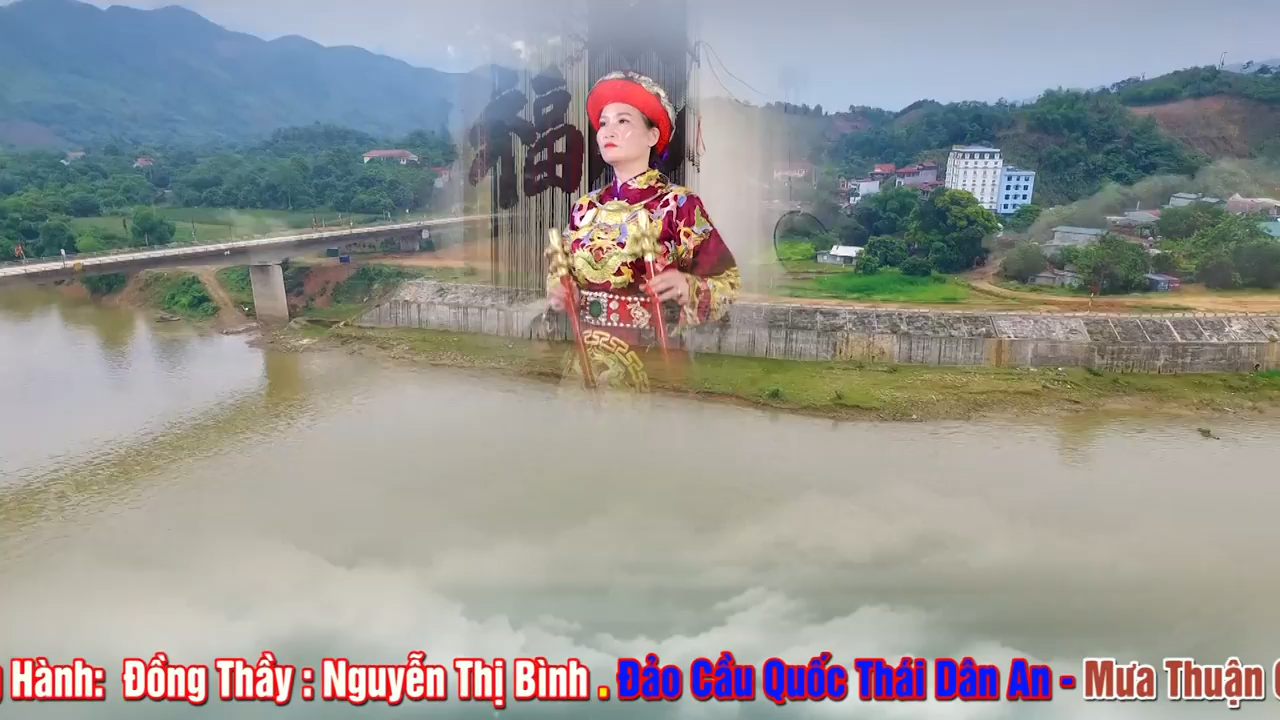 福
Hành: Đồng Thầy : Nguyễn Thị Bình . Đảo Cầu Quốc Thái Dân An - Mưa Thuận